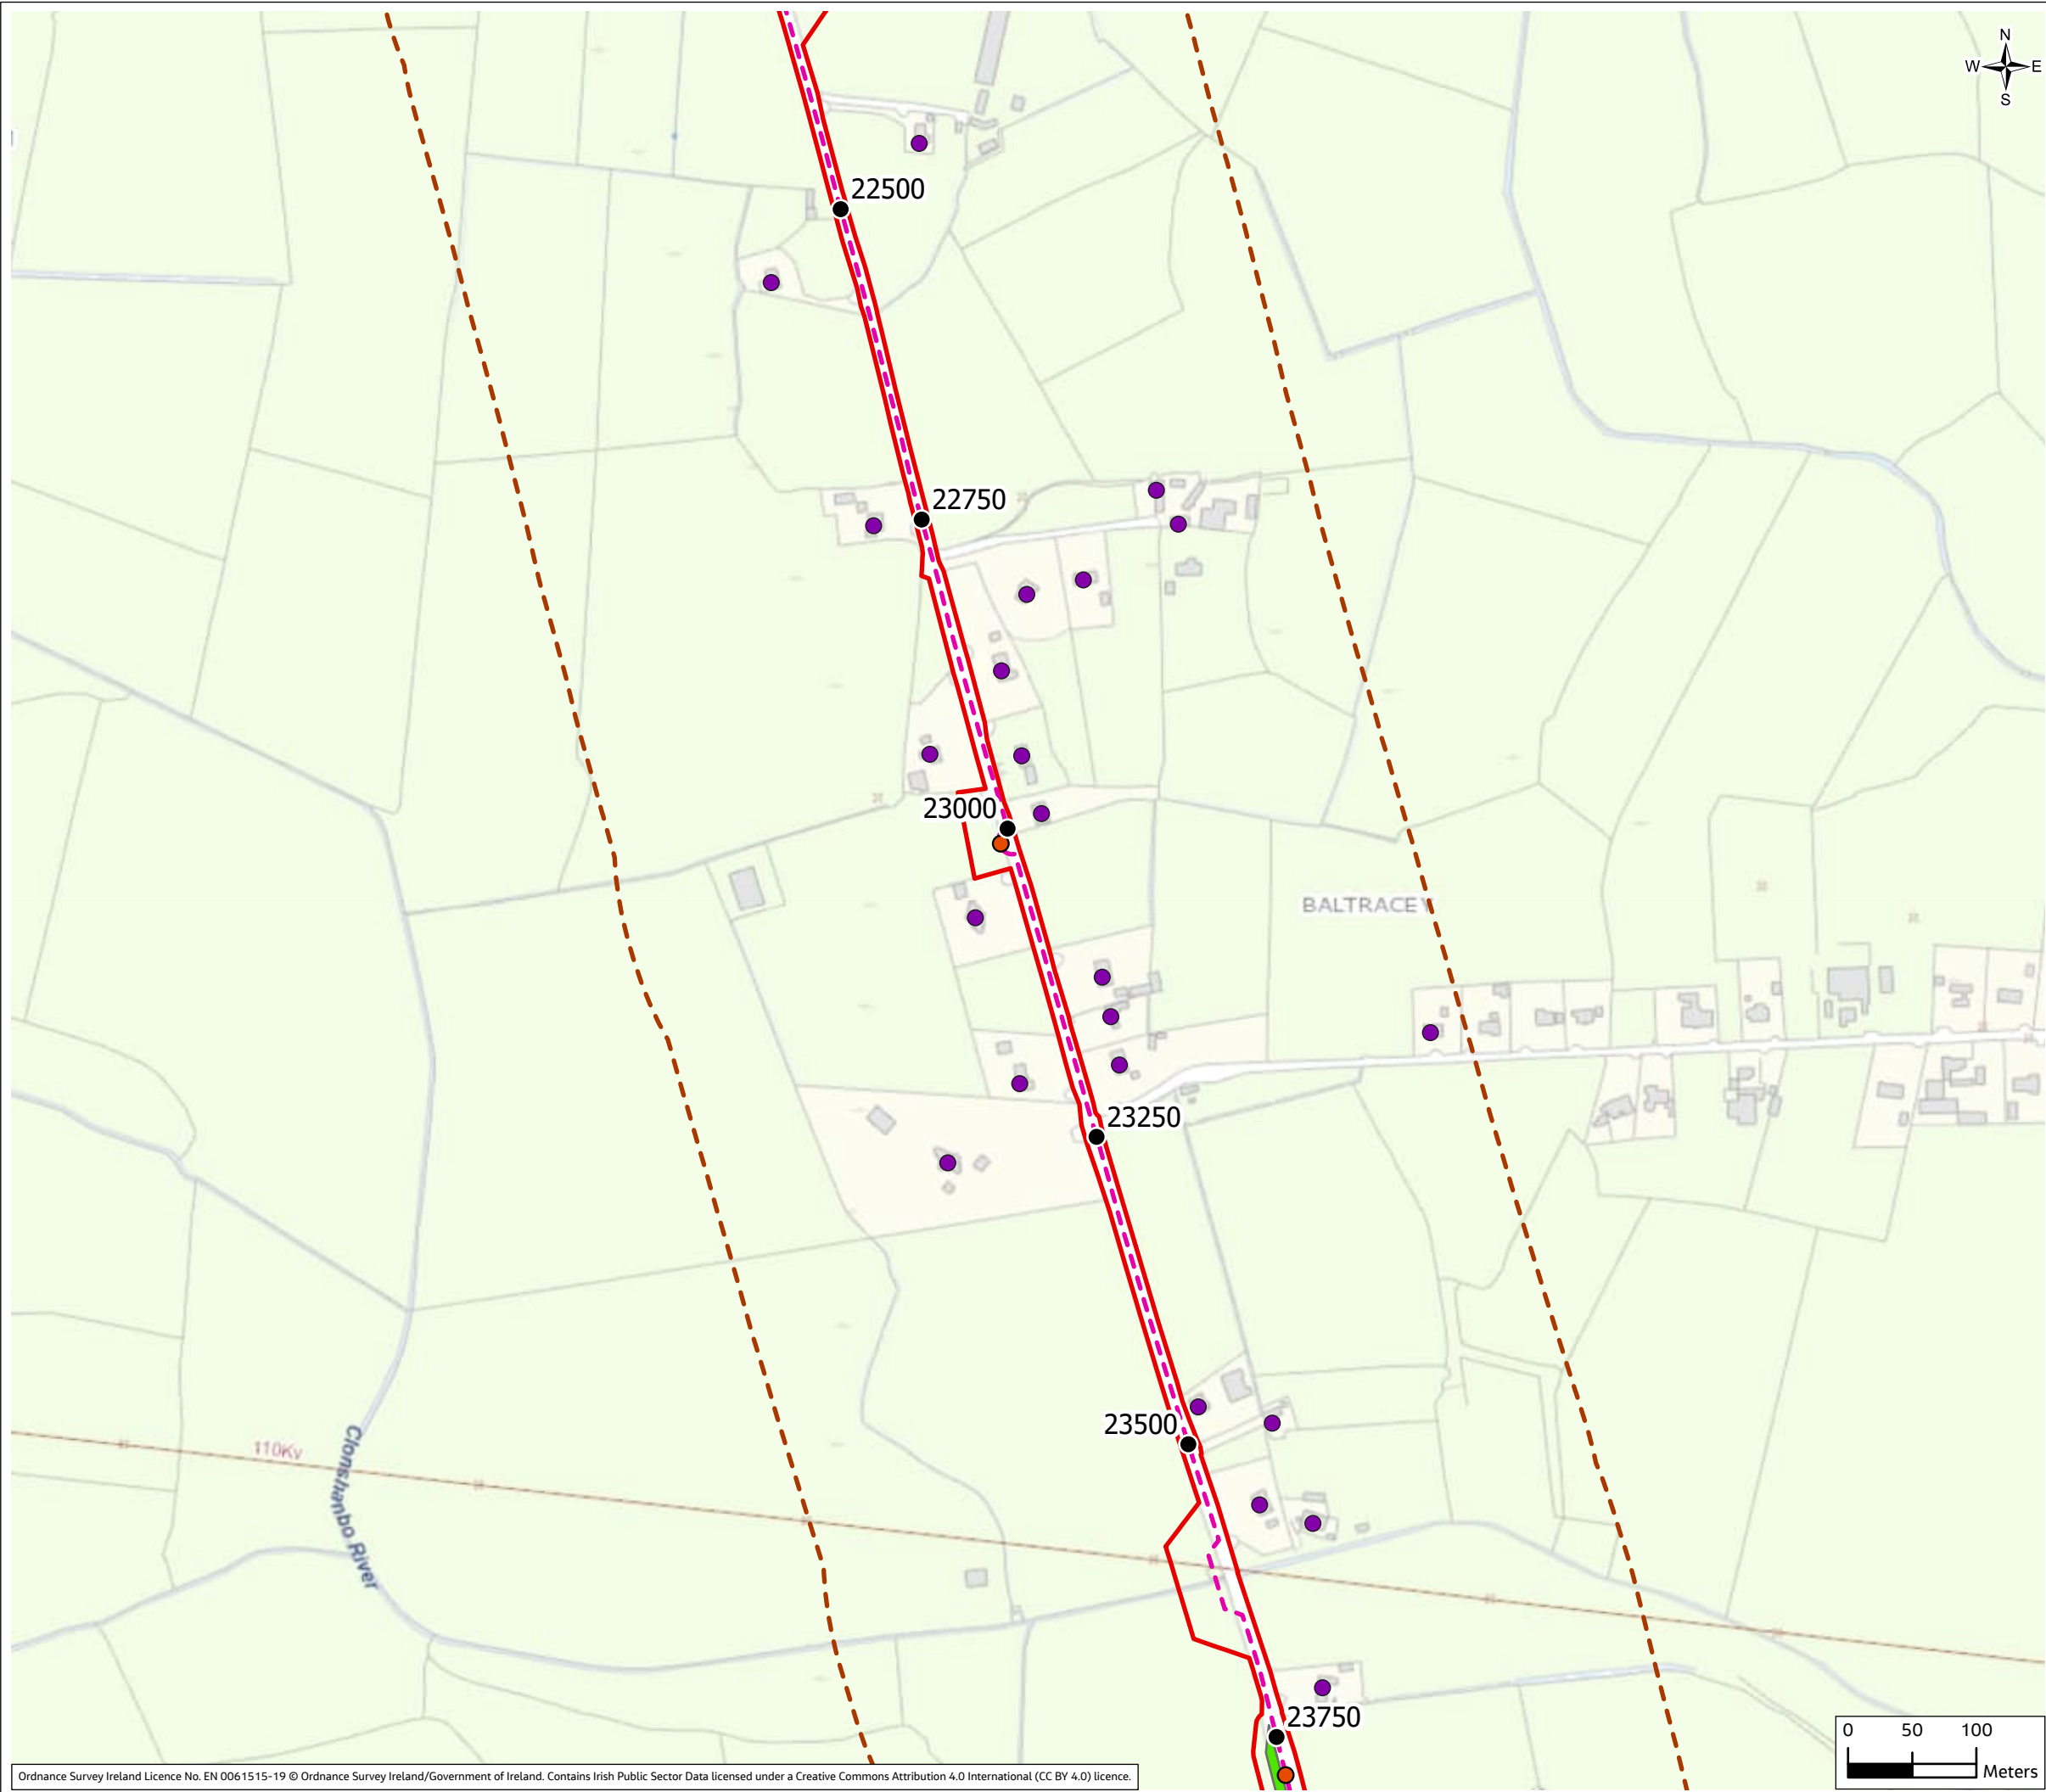 N
W E
S
22500
22750
23000
BALTRACEY
23250
23500
110Kv
Clonshanbo River
23750
0 50 100
Meters
Ordnance Survey Ireland Licence No. EN 0061515-19 © Ordnance Survey Ireland/Government of Ireland. Contains Irish Public Sector Data licensed under a Creative Commons Attribution 4.0 International (CC BY 4.0) licence.